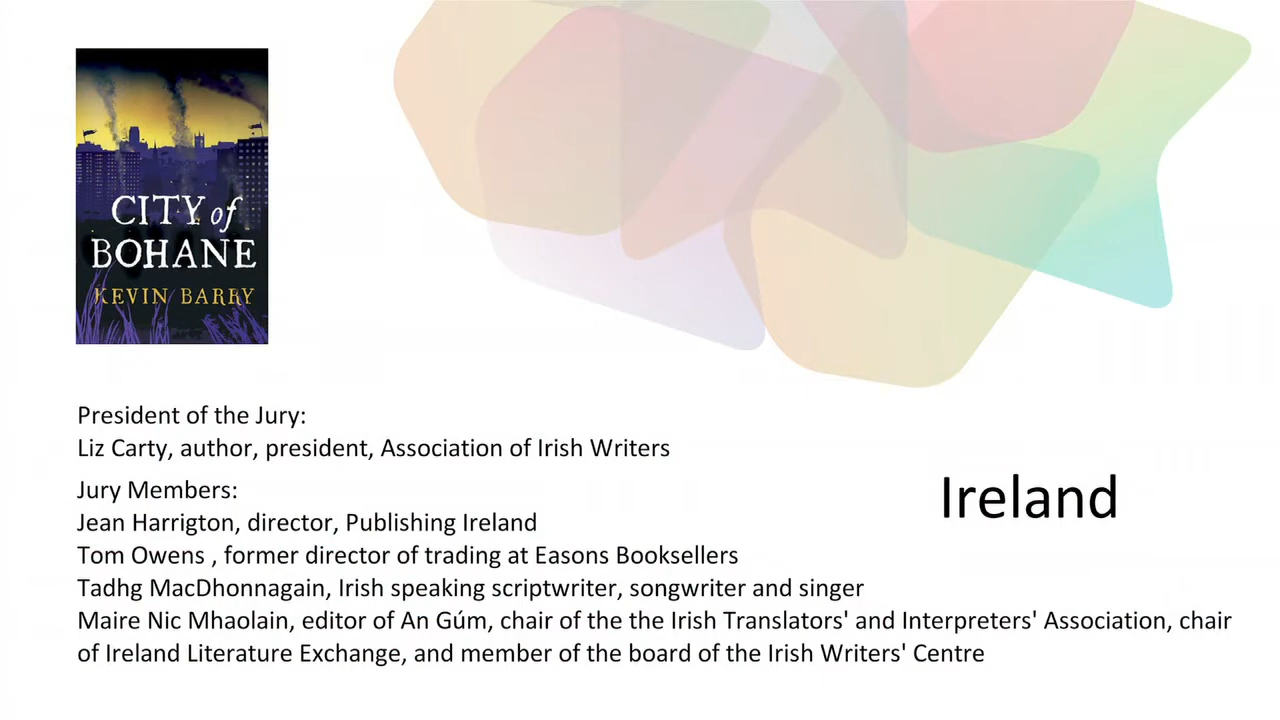 CITY of
BOHANE
KEVIN BARRY
President of the Jury:
Liz Carty, author, president, Association of Irish Writers
Jury Members:
Jean Harrigton, director, Publishing Ireland
Tom Owens , former director of trading at Easons Booksellers
Tadhg MacDhonnagain, Irish speaking scriptwriter, songwriter and singer
Maire Nic Mhaolain, editor of An Gúm, chair of the the Irish Translators' and Interpreters' Association, chair
of Ireland Literature Exchange, and member of the board of the Irish Writers' Centre
Ireland